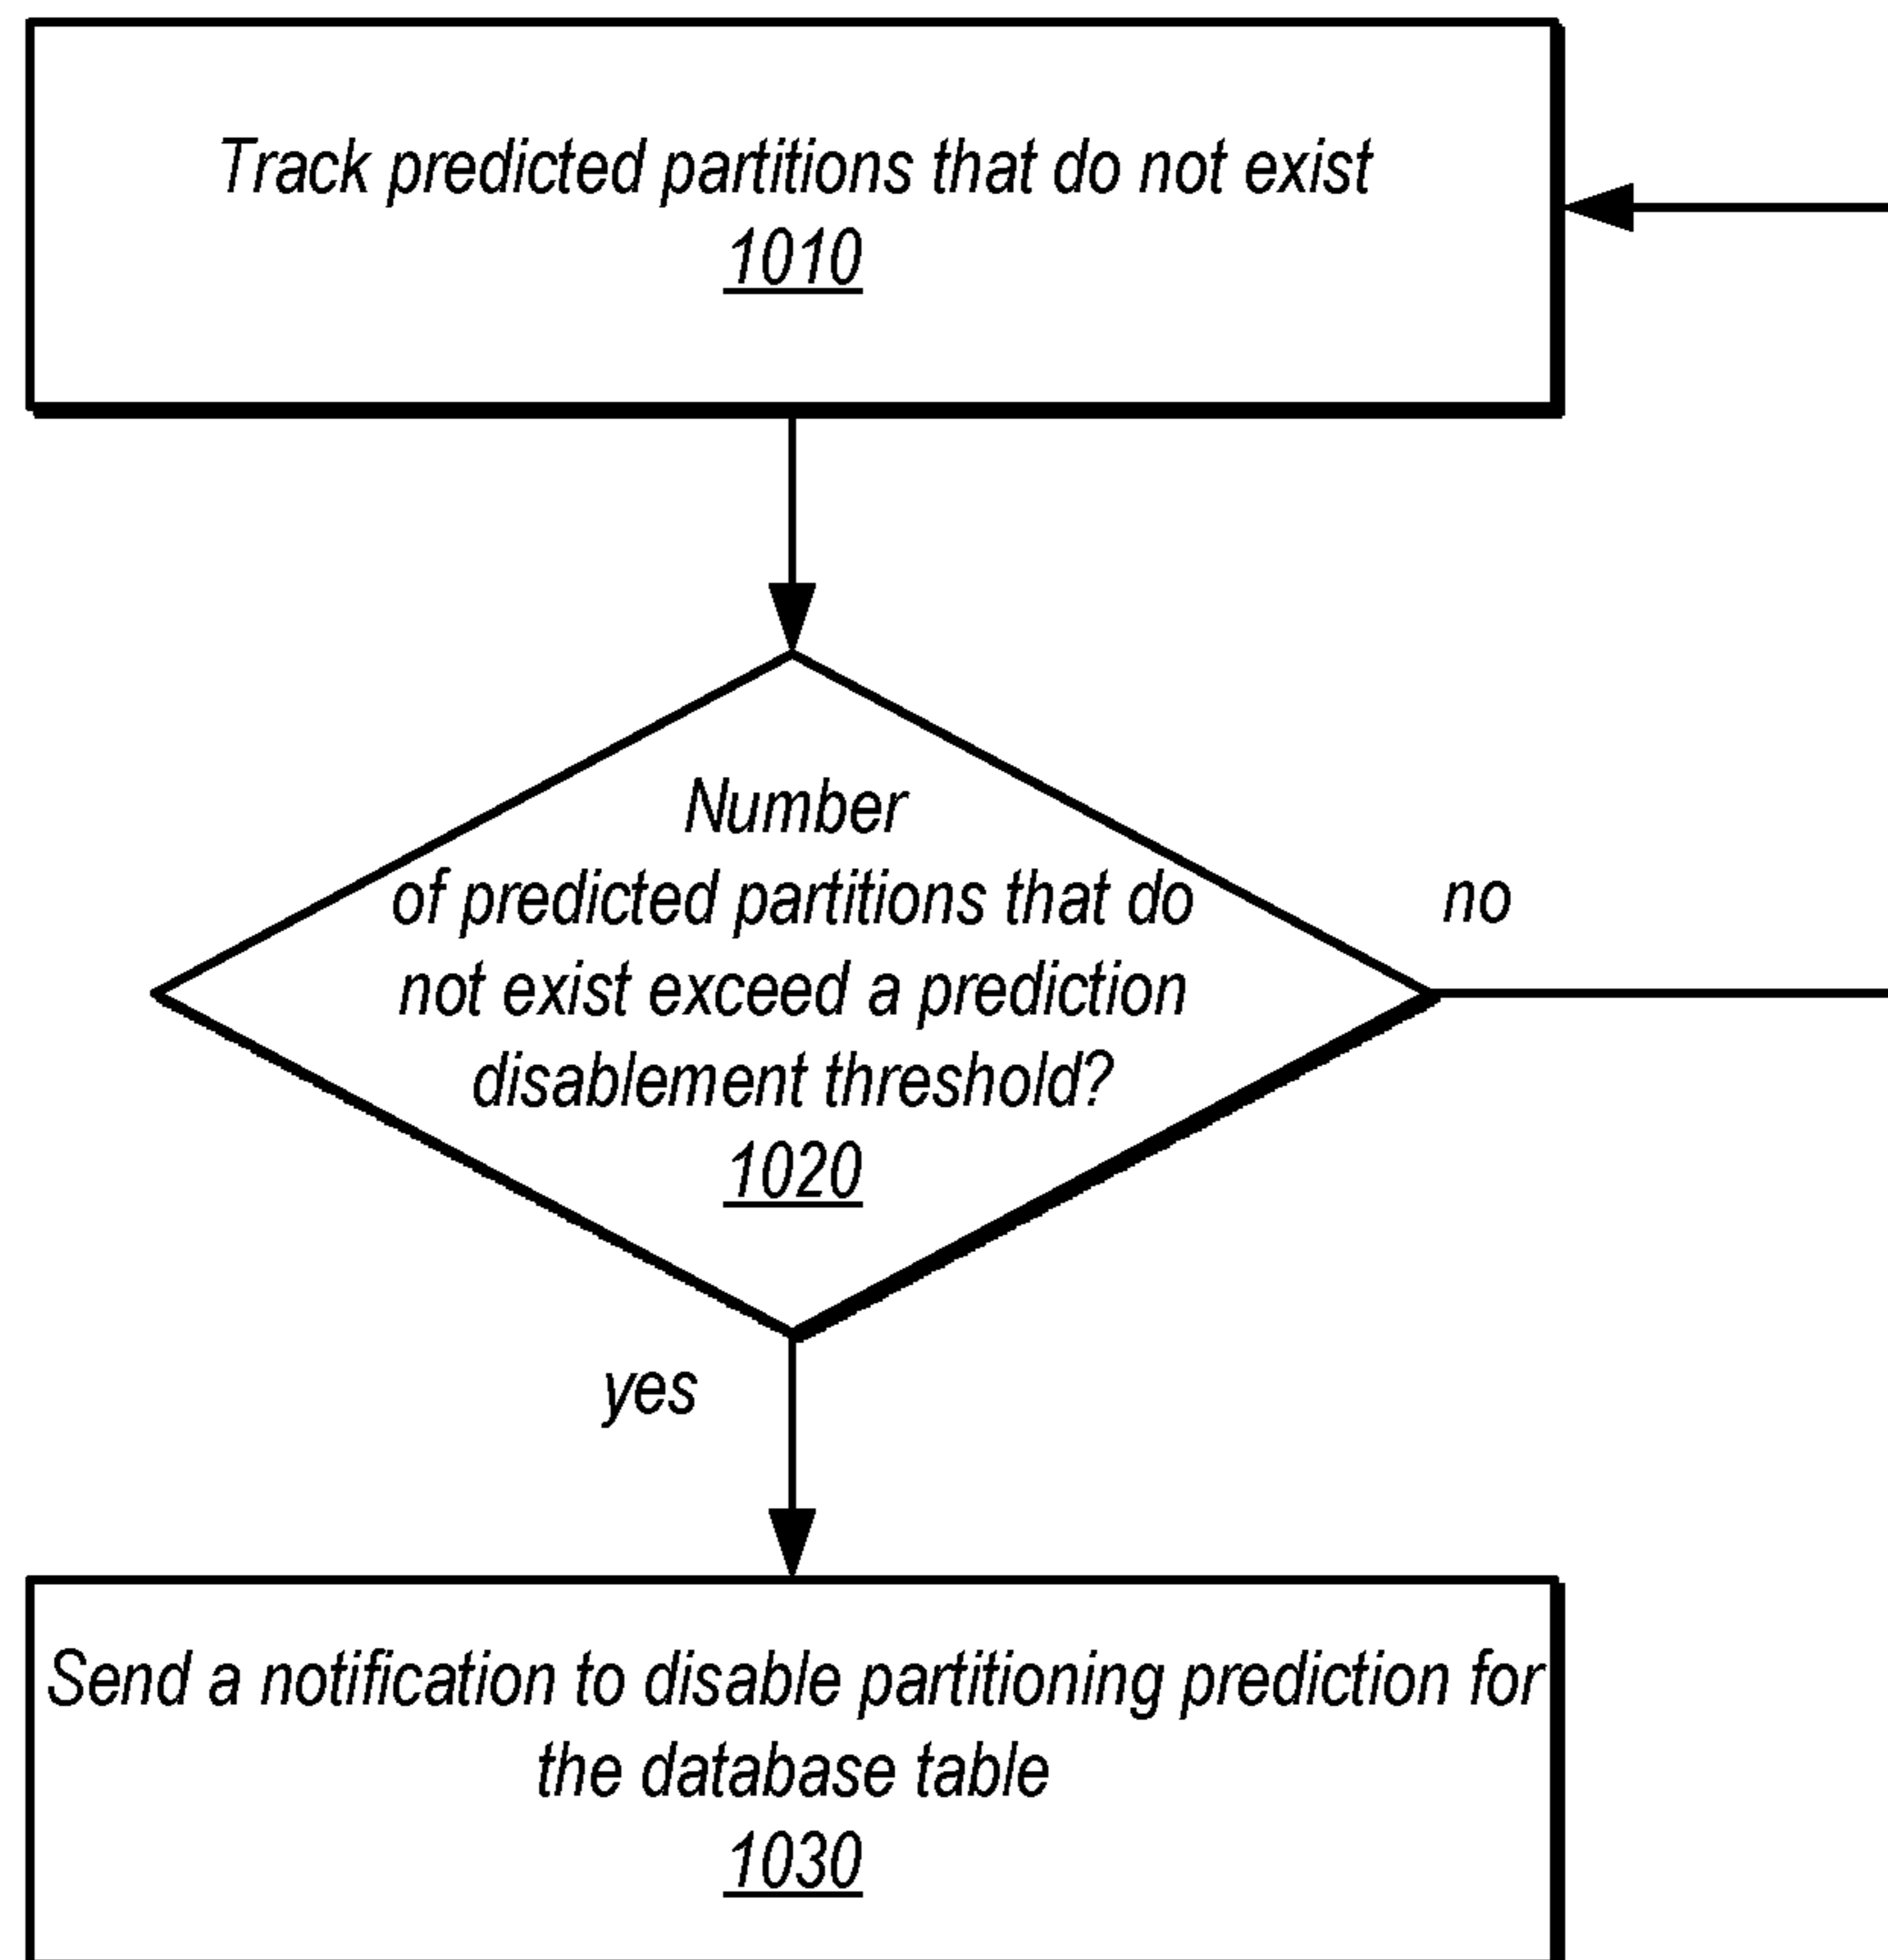 Track predicted partitions that do not exist
1010
Number
of predicted partitions that do
not exist exceed a prediction
disablement threshold?
1020
no
yes
Send a notification to disable partitioning prediction for
the database table
1030